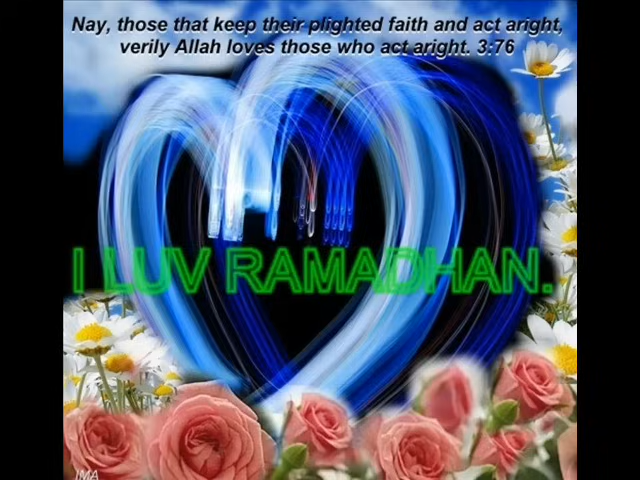 Nay, those that keep their plighted faith and act aright,
verily Allah loves those who act aright. 3:76
I LUV RAMADHAN.
IMA